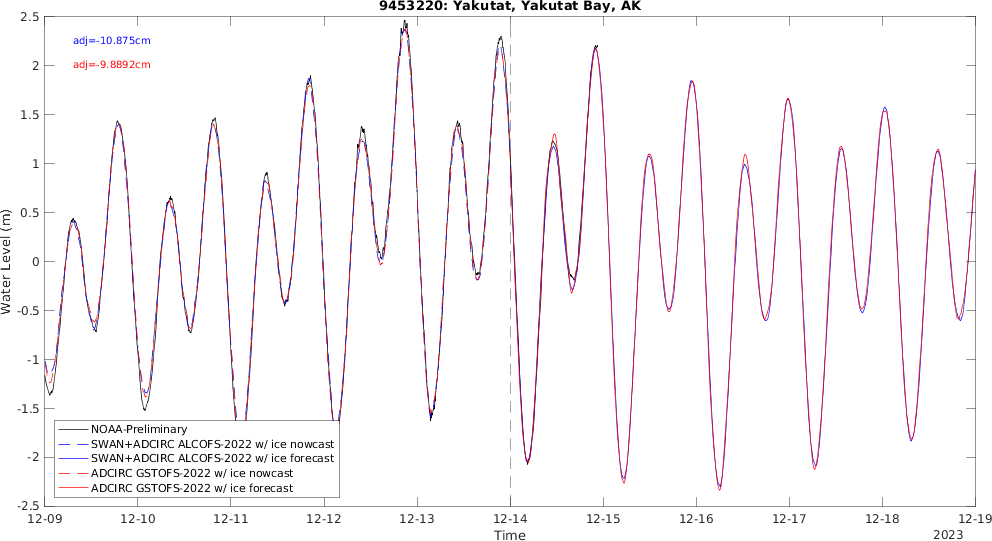 9453220: Yakutat, Yakutat Bay, AK
adj=-10.875cm
adj=-9.8892cm
Water Level (m)
2.5
2
1.5
1
0.5
0
-0.5
-1
-1.5
-2
-2.5
NOAA-Preliminary
SWAN+ADCIRC ALCOFS-2022 w/ ice nowcast
SWAN+ADCIRC ALCOFS-2022 w/ ice forecast
ADCIRC GSTOFS-2022 w/ ice nowcast
ADCIRC GSTOFS-2022 w/ ice forecast
12-09 12-10 12-11 12-12 12-13 12-14 12-15 12-16 12-17 12-18 12-19
Time
2023